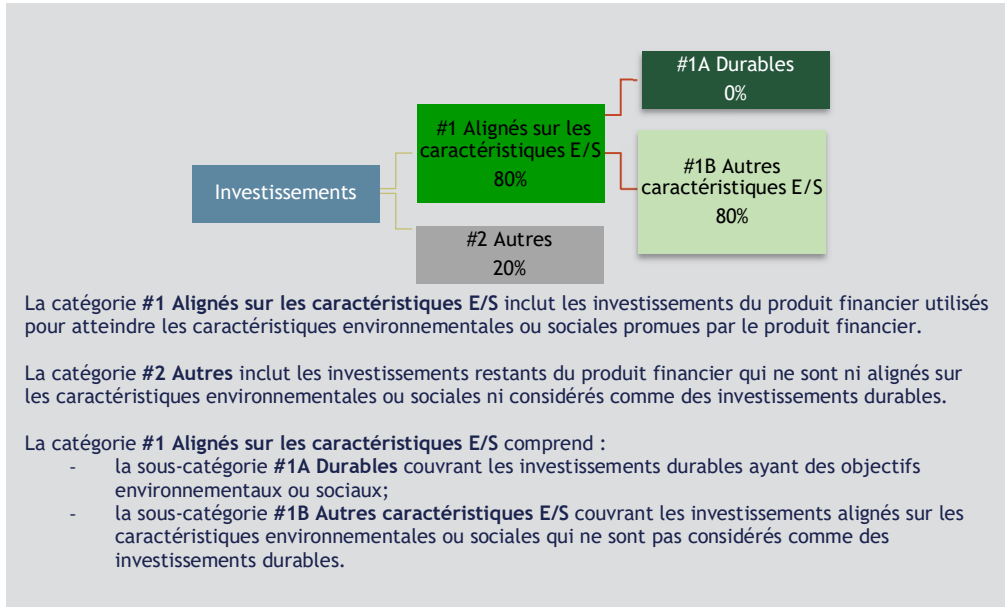 #1A Durables
0%
#1 Alignés sur les
caractéristiques E/S
80%
#1B Autres
caractéristiques E/S
80%
Investissements
#2 Autres
20%
La catégorie #1 Alignés sur les caractéristiques E/S inclut les investissements du produit financier utilisés
pour atteindre les caractéristiques environnementales ou sociales promues par le produit financier.
La catégorie #2 Autres inclut les investissements restants du produit financier qui ne sont ni alignés sur
les caractéristiques environnementales ou sociales ni considérés comme des investissements durables.
La catégorie #1 Alignés sur les caractéristiques E/S comprend :
- la sous-catégorie #1A Durables couvrant les investissements durables ayant des objectifs
environnementaux ou sociaux;
- la sous-catégorie #1B Autres caractéristiques E/S couvrant les investissements alignés sur les
caractéristiques environnementales ou sociales qui ne sont pas considérés comme des
investissements durables.